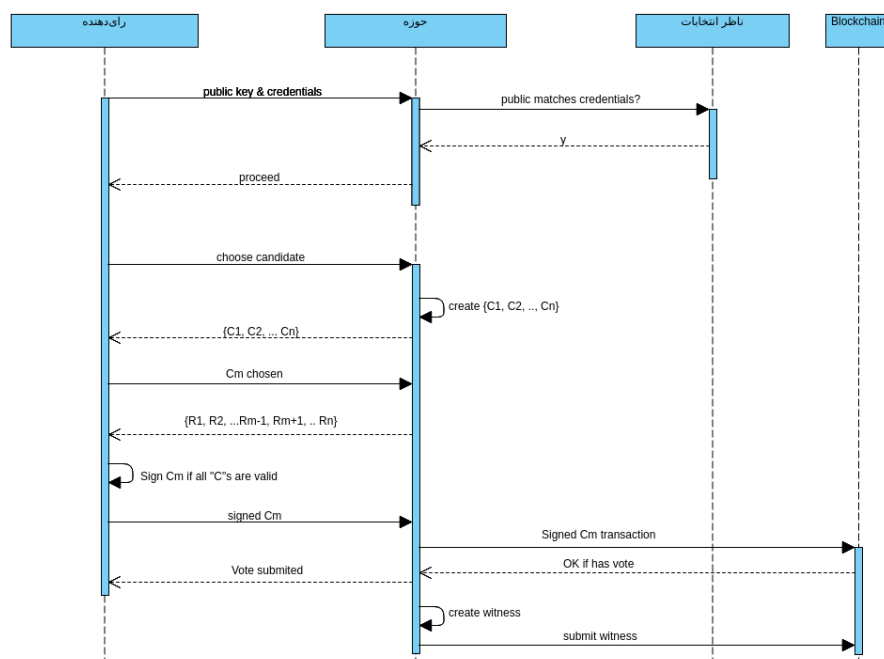 رای‌دهنده
حوزه
ناظر انتخابات
Blockchain
public key & credentials
public matches credentials?
y
proceed
choose candidate
create {C1, C2, .., Cn}
{C1, C2, ... Cn}
Cm chosen
{R1, R2, ...Rm-1, Rm+1, .. Rn}
Sign Cm if all "C"s are valid
signed Cm
Signed Cm transaction
OK if has vote
Vote submited
create witness
submit witness